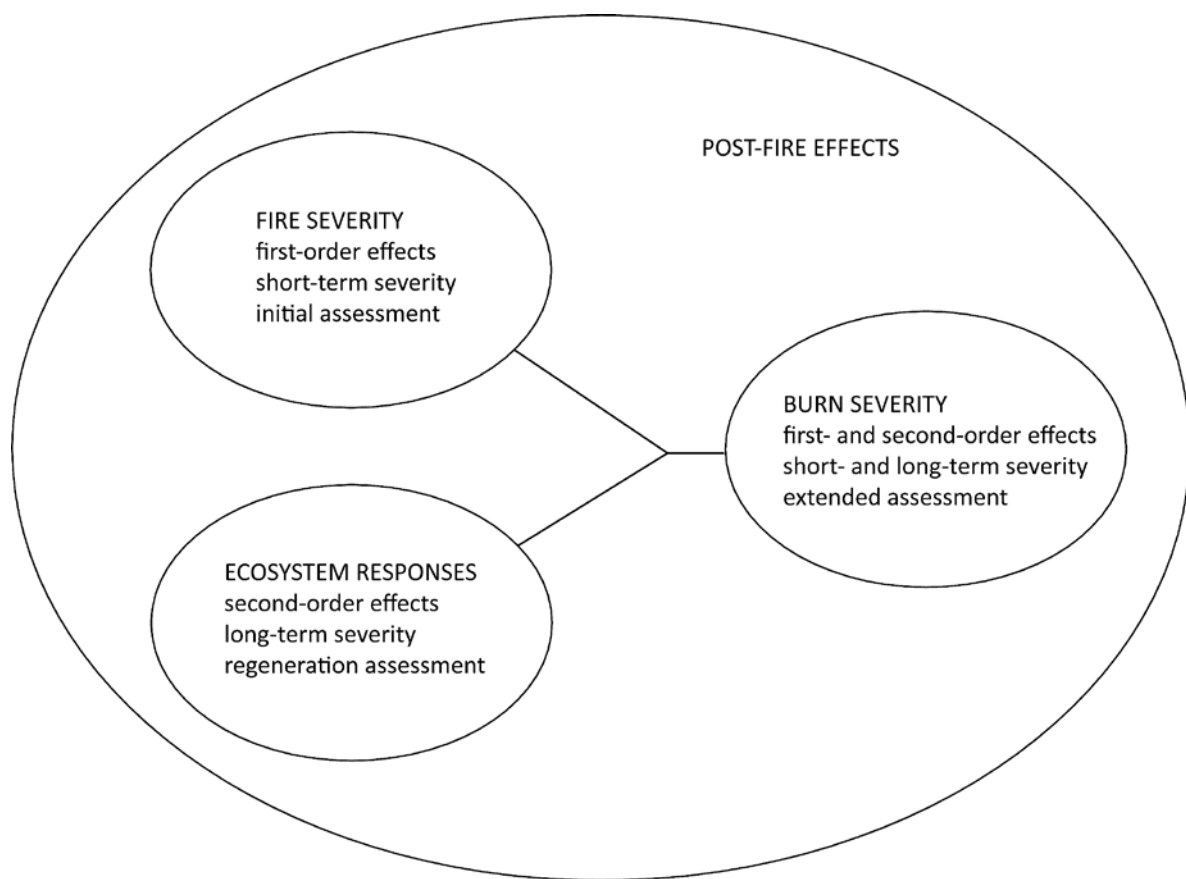 POST-FIRE EFFECTS
FIRE SEVERITY
first-order effects
short-term severity
initial assessment
BURN SEVERITY
first- and second-order effects
short- and long-term severity
extended assessment
ECOSYSTEM RESPONSES
second-order effects
long-term severity
regeneration assessment